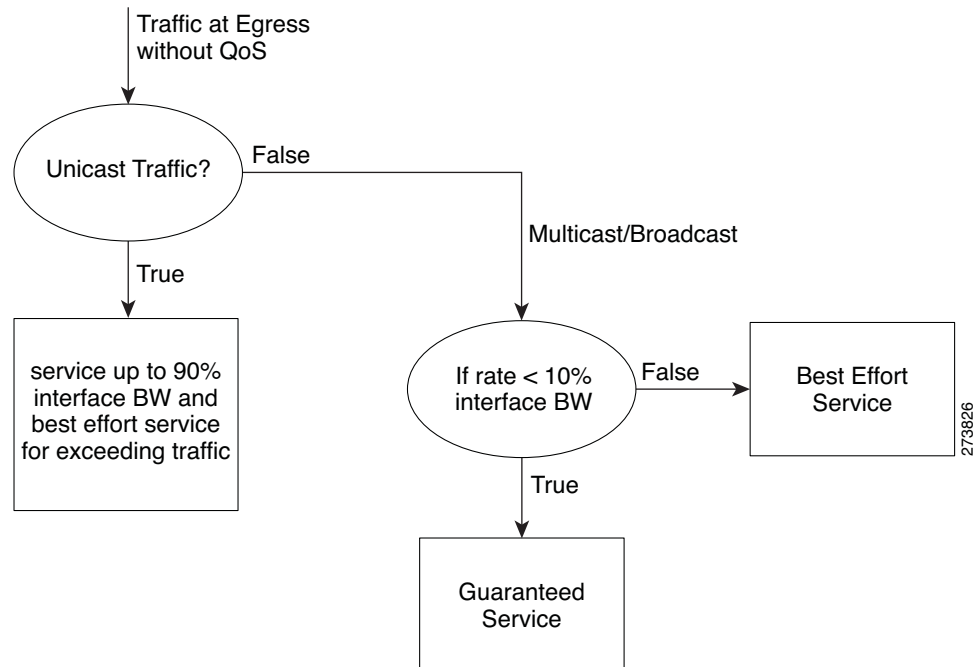 Traffic at Egress
without QoS
Unicast Traffic?
False
Multicast/Broadcast
True
service up to 90%
interface BW and
best effort service
for exceeding traffic
If rate < 10%
interface BW
False
Best Effort
Service
273826
True
Guaranteed
Service